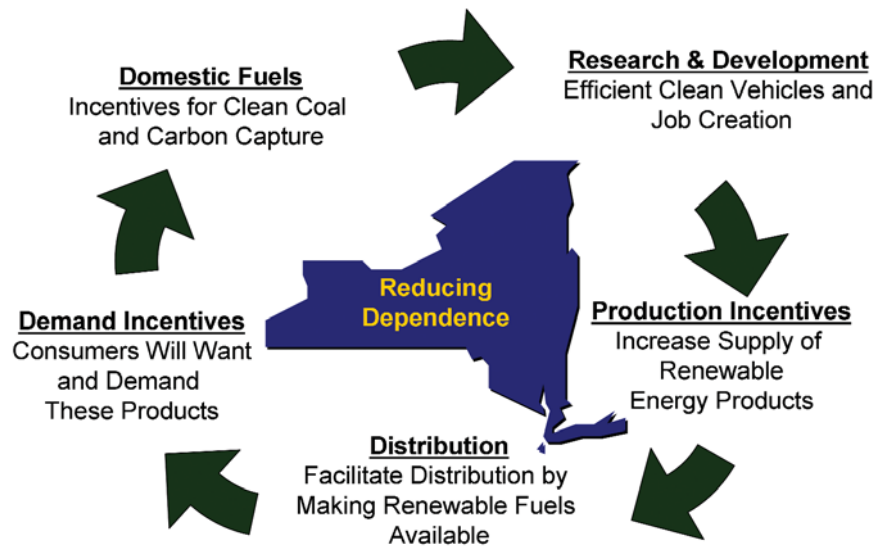 Domestic Fuels
Incentives for Clean Coal
and Carbon Capture
Research & Development
Efficient Clean Vehicles and
Job Creation
Production Incentives
Increase Supply of
Renewable
Energy Products
Distribution
Facilitate Distribution by
Making Renewable Fuels
Available
Demand Incentives
Consumers Will Want
and Demand
These Products
Reducing
Dependence